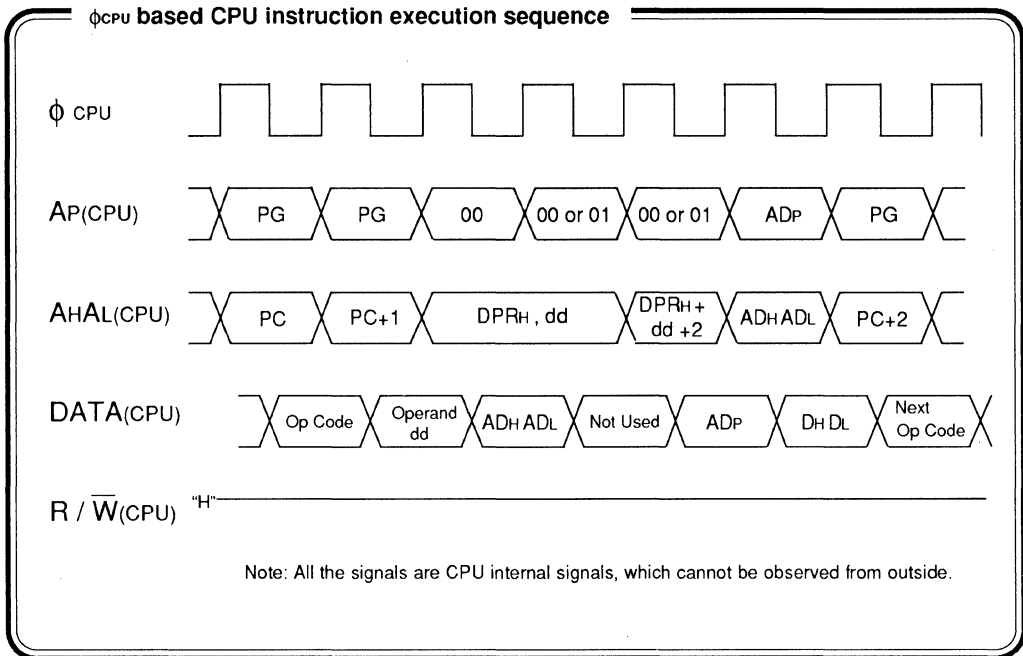 ϕCPU based CPU instruction execution sequence
ϕ CPU
AP(CPU) PG PG 00 00 or 01 00 or 01 ADP PG
AHAL(CPU) PC PC+1 DPRH , dd DPRH + dd +2 ADH ADL PC+2
DATA(CPU) Op Code Operand dd ADH ADL Not Used ADP DH DL Next Op Code
R / W̅(CPU) "H"
Note: All the signals are CPU internal signals, which cannot be observed from outside.